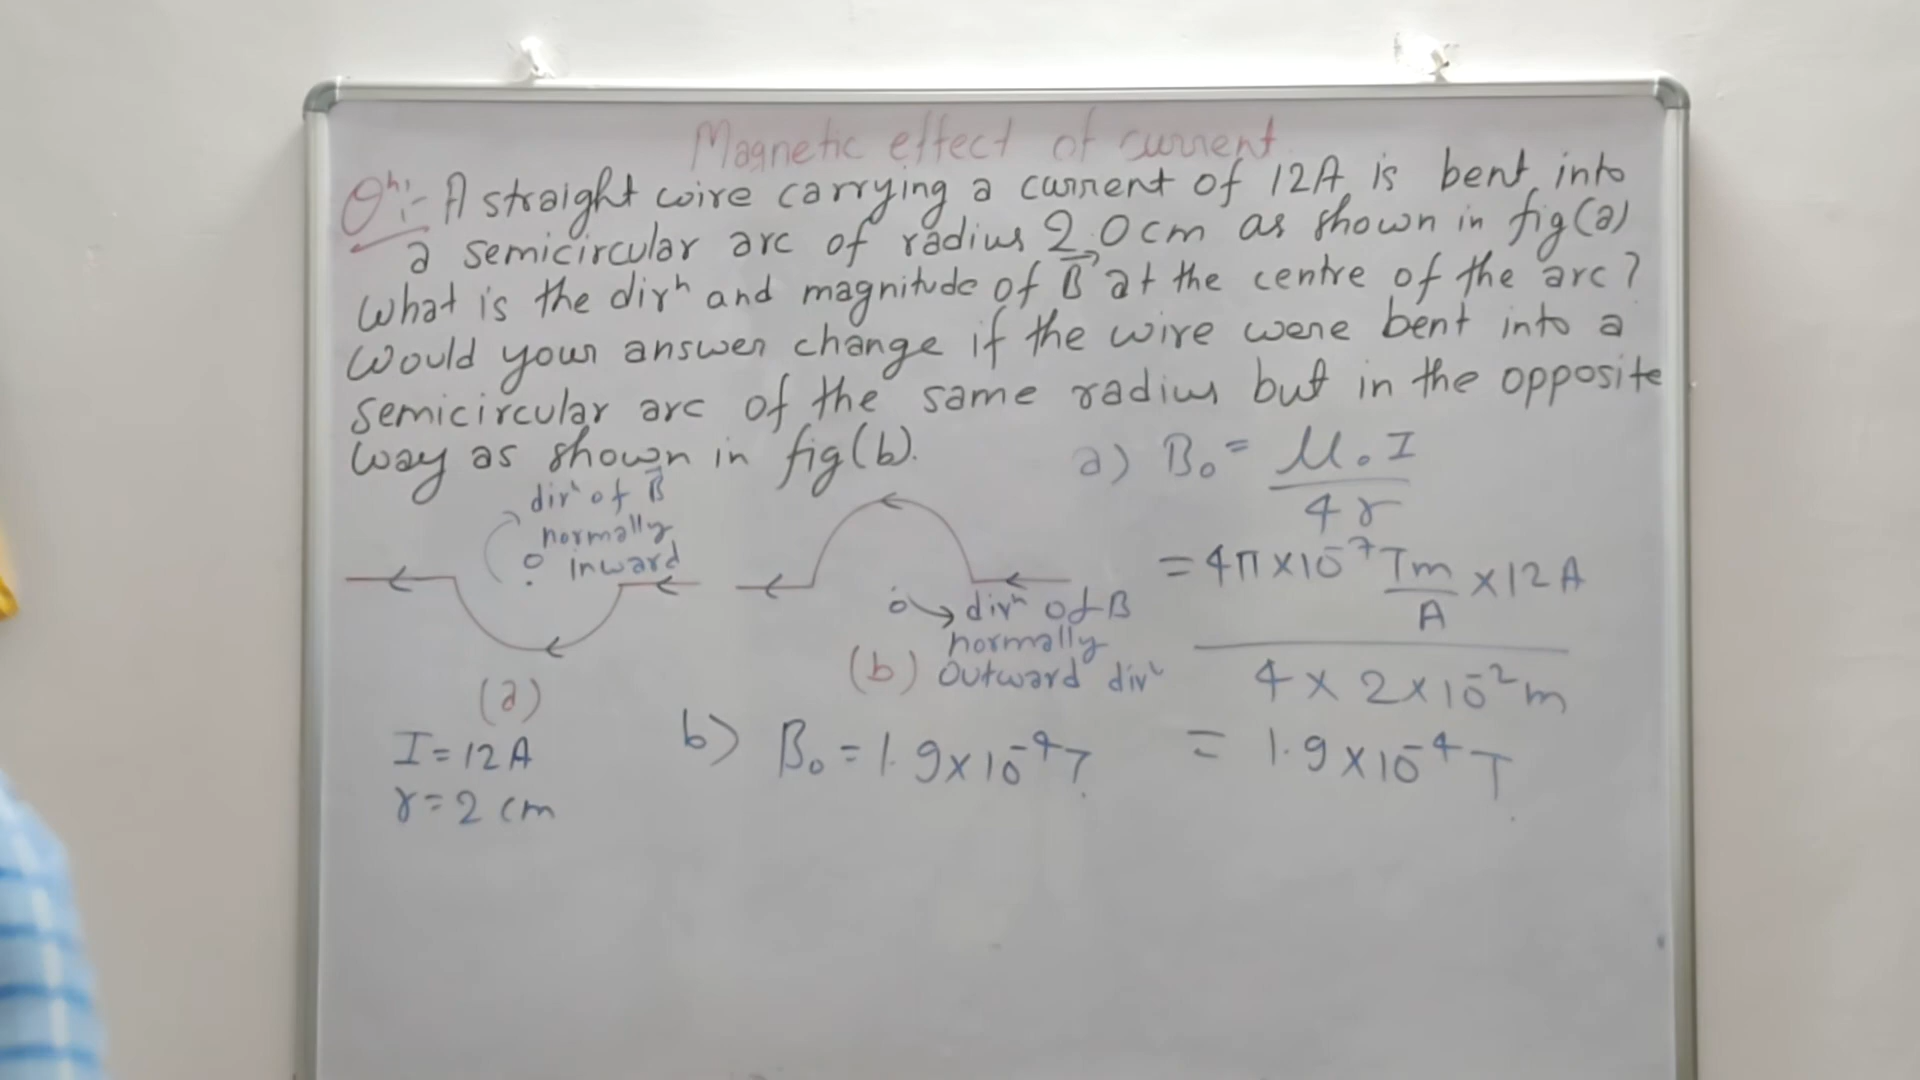 Magnetic effect of current
Qⁿ:- A straight wire carrying a current of 12A is bent into
a semicircular arc of radius 2.0 cm as shown in fig(a)
What is the dirⁿ and magnitude of B⃗ at the centre of the arc?
Would your answer change if the wire were bent into a
semicircular arc of the same radius but in the opposite
way as shown in fig(b).
dirⁿ of B⃗
normally
O inward
(a)
I = 12A
r = 2 cm
o → dirⁿ of B
normally
(b) Outward dirⁿ
a) B₀ = μ₀I
4r
= 4π×10⁻⁷ Tm × 12A
A
4 × 2×10⁻²m
= 1.9×10⁻⁴ T
b) B₀ = 1.9×10⁻⁴T